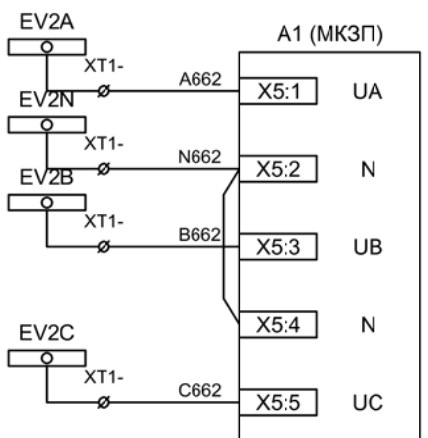 EV2A
A1 (МКЗП)
XT1-
A662
X5:1
UA
EV2N
XT1-
N662
X5:2
N
EV2B
XT1-
B662
X5:3
UB
X5:4
N
EV2C
XT1-
C662
X5:5
UC